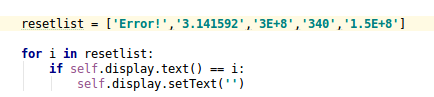 resetlist = ['Error!','3.141592','3E+8','340','1.5E+8']
for i in resetlist:
    if self.display.text() == i:
        self.display.setText('')